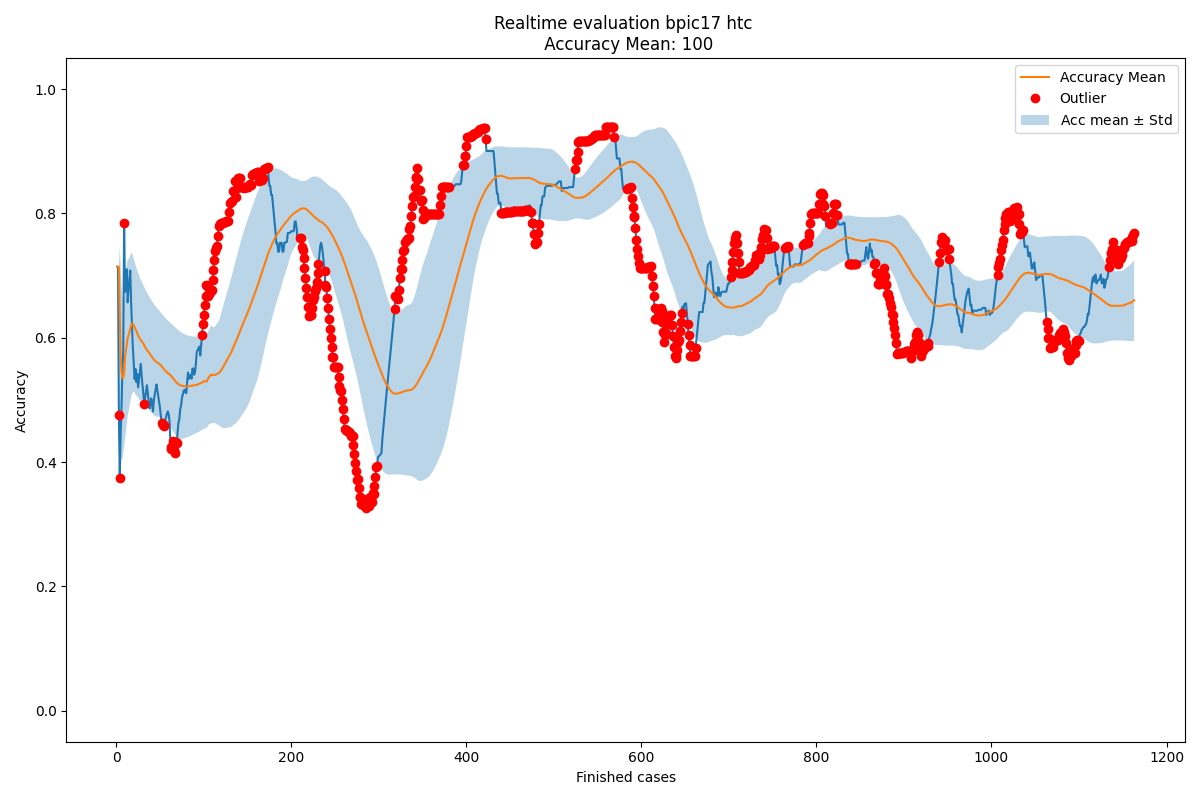 Realtime evaluation bpic17 htc
Accuracy Mean: 100
Accuracy Mean
Outlier
Acc mean ± Std
1.0
0.8
0.6
0.4
0.2
0.0
Accuracy
0
200
400
600
800
1000
1200
Finished cases